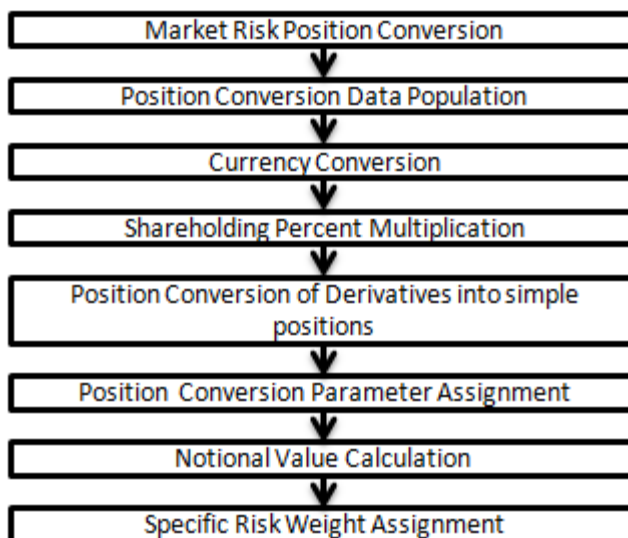 Market Risk Position Conversion
Position Conversion Data Population
Currency Conversion
Shareholding Percent Multiplication
Position Conversion of Derivatives into simple
positions
Position Conversion Parameter Assignment
Notional Value Calculation
Specific Risk Weight Assignment